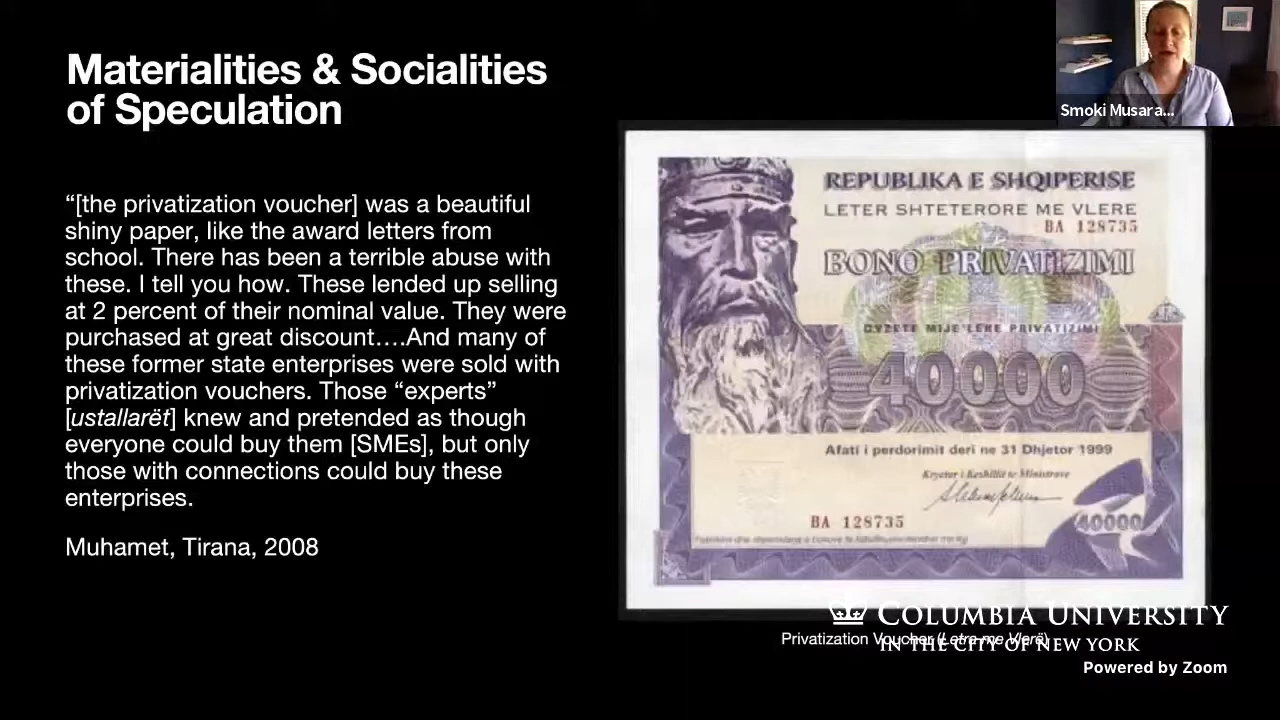 Materialities & Socialities
of Speculation
“[the privatization voucher] was a beautiful
shiny paper, like the award letters from
school. There has been a terrible abuse with
these. I tell you how. These lended up selling
at 2 percent of their nominal value. They were
purchased at great discount….And many of
these former state enterprises were sold with
privatization vouchers. Those “experts”
[ustallarët] knew and pretended as though
everyone could buy them [SMEs], but only
those with connections could buy these
enterprises.
Muhamet, Tirana, 2008
Smoki Musara...
REPUBLIKA E SHQIPERISE
LETER SHTETERORE ME VLERE
BA 128735
BONO PRIVATIZIMI
MIJE LEKE PRIVATIZIMI
40000
Afati i perdorimit deri ne 31 Dhjetor 1999
Kryetar i Keshillit te Ministrave
BA 128735
40000
COLUMBIA UNIVERSITY
IN THE CITY OF NEW YORK
Privatization Voucher (Letra me Vlerë)
Powered by Zoom